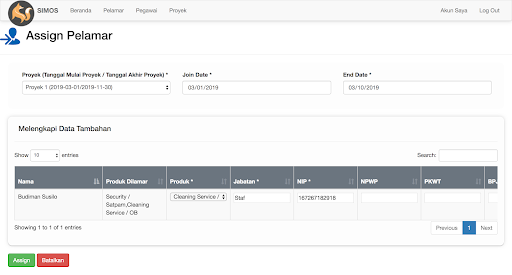 SIMOS Beranda Pelamar Pegawai Proyek Akun Saya Log Out
Assign Pelamar
Proyek (Tanggal Mulai Proyek / Tanggal Akhir Proyek) * Join Date * End Date *
Proyek 1 (2019-03-01/2019-11-30) 03/01/2019 03/10/2019
Melengkapi Data Tambahan
Show 10 entries Search:
Nama Produk Dilamar Produk * Jabatan * NIP * NPWP PKWT BPJ
Budiman Susilo Security / Cleaning Service / Staf 167267182916
Satpam,Cleaning
Service / OB
Showing 1 to 1 of 1 entries Previous 1 Next
Assign Batalkan